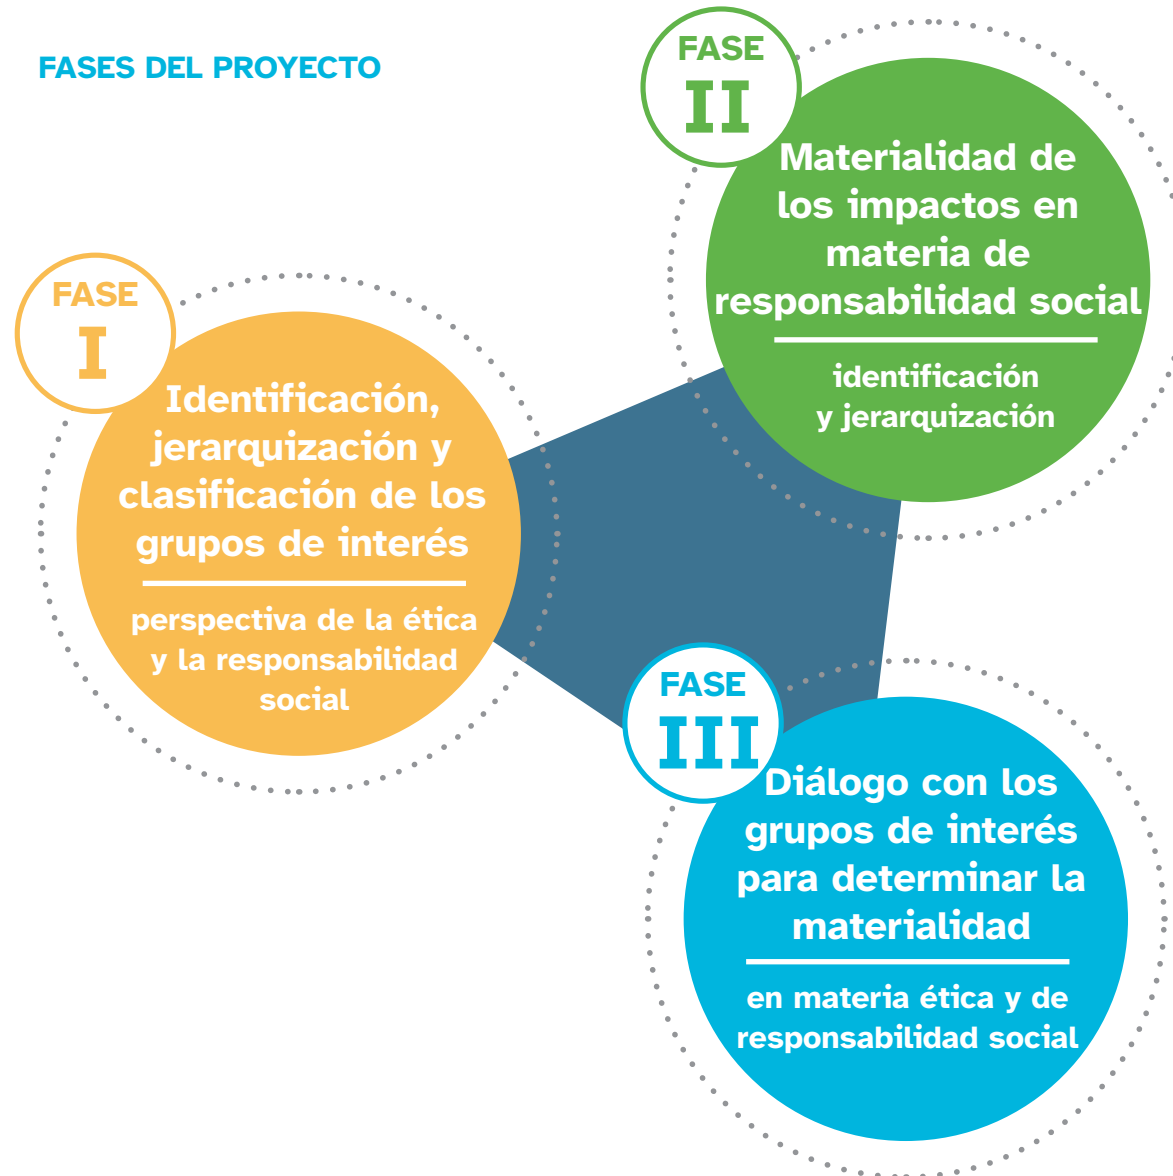 FASES DEL PROYECTO
FASE
I
Identificación,
jerarquización y
clasificación de los
grupos de interés
perspectiva de la ética
y la responsabilidad
social
FASE
II
Materialidad de
los impactos en
materia de
responsabilidad social
identificación
y jerarquización
FASE
III
Diálogo con los
grupos de interés
para determinar la
materialidad
en materia ética y de
responsabilidad social